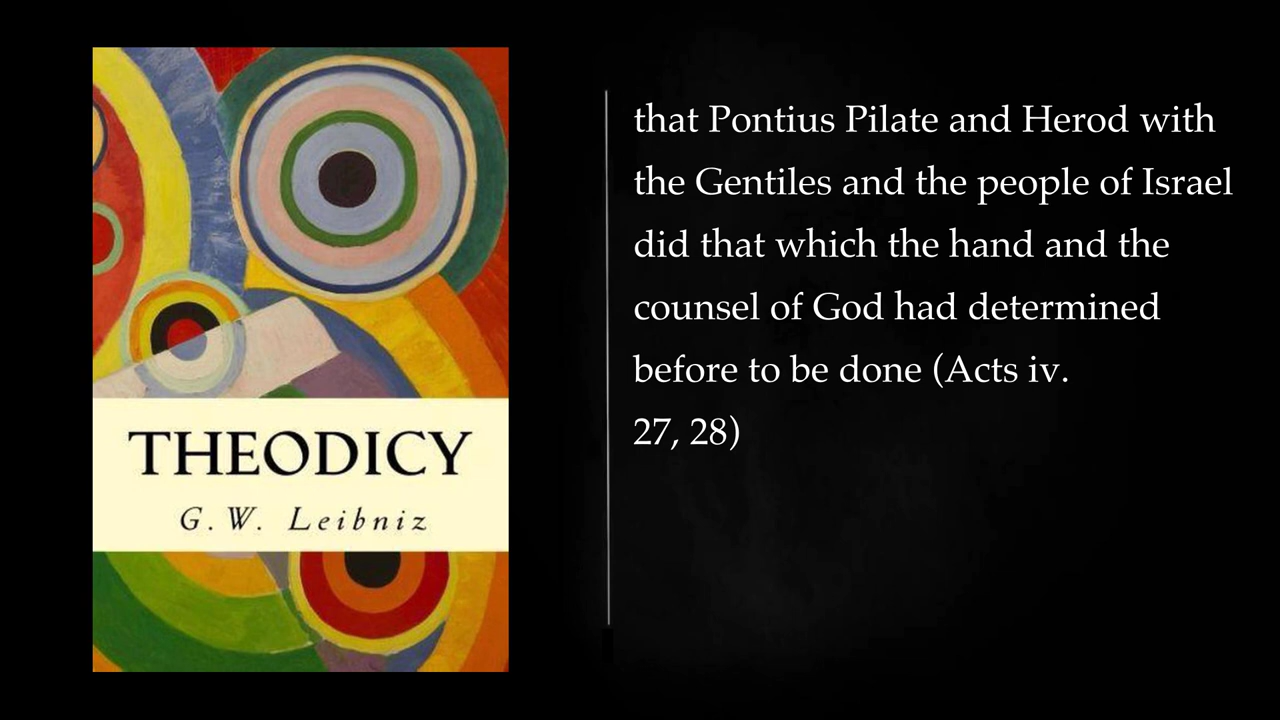 THEODICY
G. W. Leibniz
that Pontius Pilate and Herod with
the Gentiles and the people of Israel
did that which the hand and the
counsel of God had determined
before to be done (Acts iv.
27, 28)